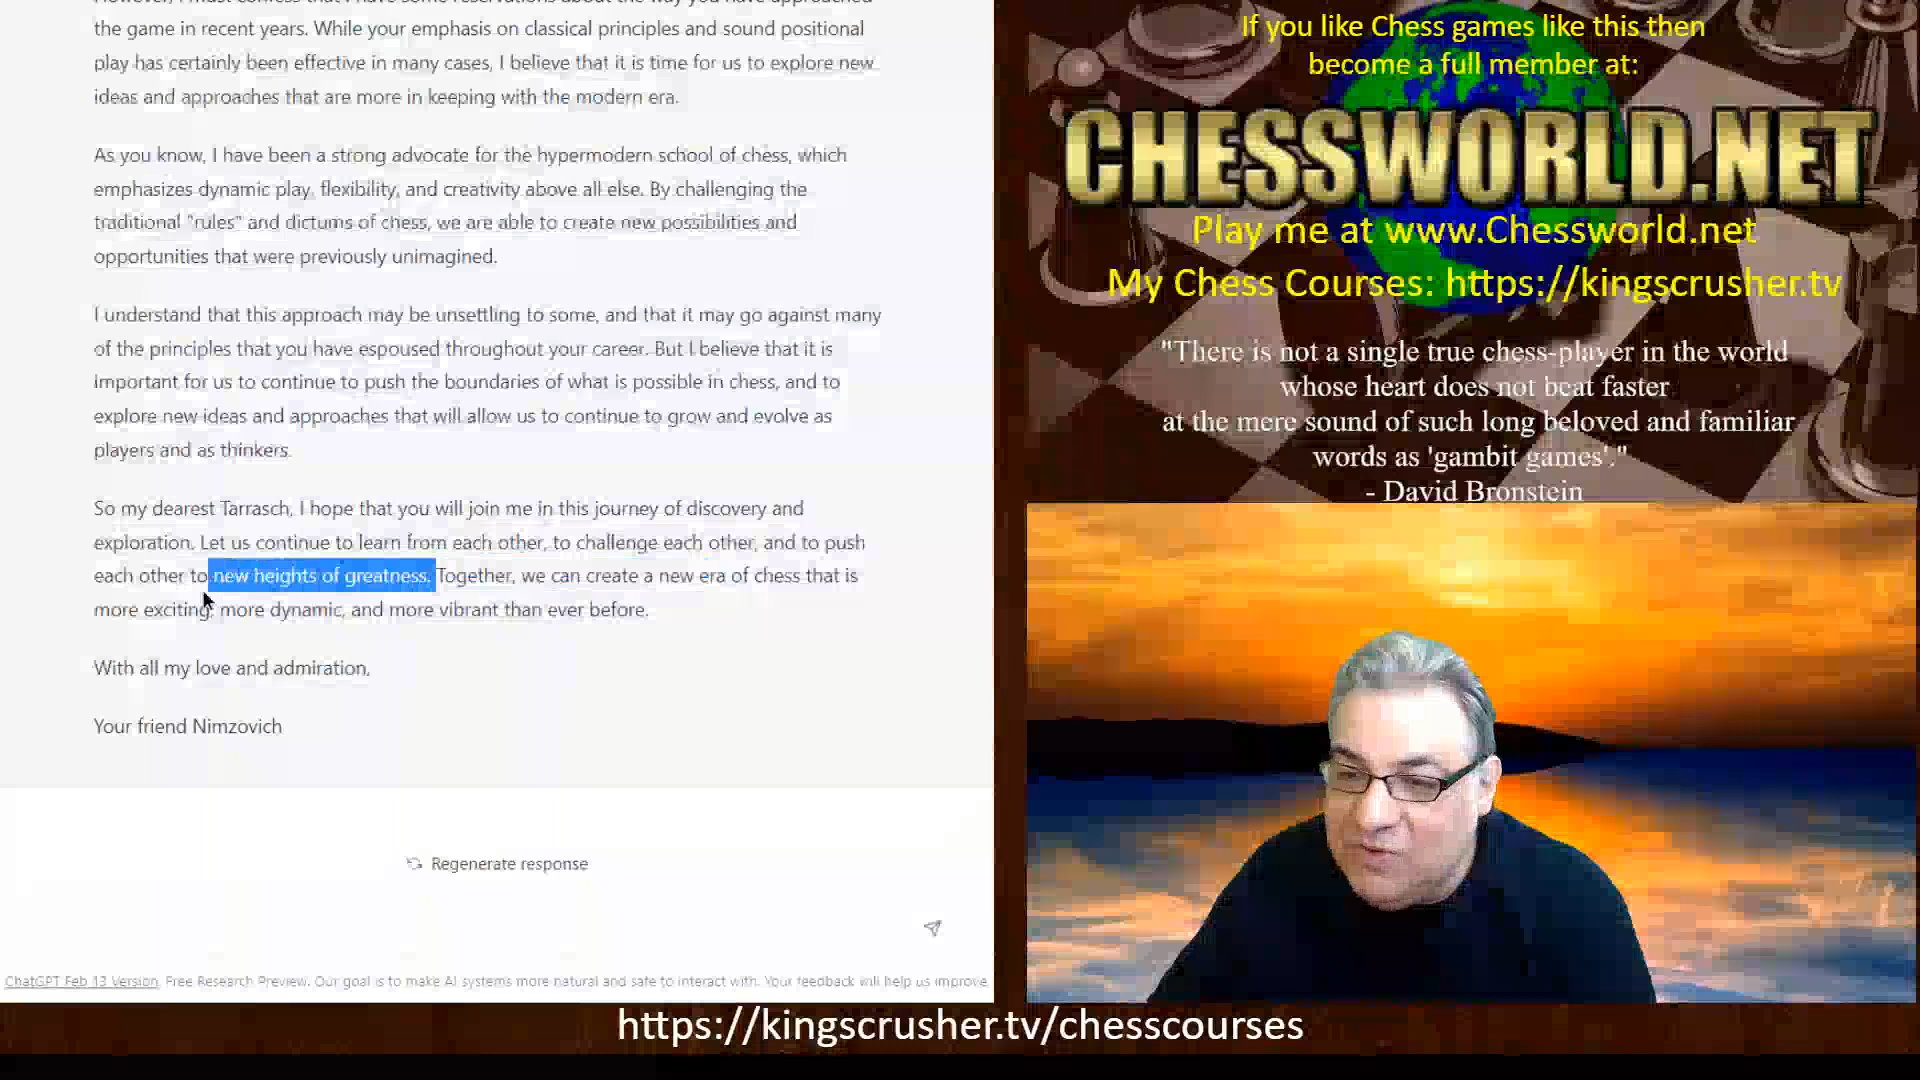 However, I must confess that I have some reservations about the way you have approached
the game in recent years. While your emphasis on classical principles and sound positional
play has certainly been effective in many cases, I believe that it is time for us to explore new
ideas and approaches that are more in keeping with the modern era.
As you know, I have been a strong advocate for the hypermodern school of chess, which
emphasizes dynamic play, flexibility, and creativity above all else. By challenging the
traditional "rules" and dictums of chess, we are able to create new possibilities and
opportunities that were previously unimagined.
I understand that this approach may be unsettling to some, and that it may go against many
of the principles that you have espoused throughout your career. But I believe that it is
important for us to continue to push the boundaries of what is possible in chess, and to
explore new ideas and approaches that will allow us to continue to grow and evolve as
players and as thinkers.
So my dearest Tarrasch, I hope that you will join me in this journey of discovery and
exploration. Let us continue to learn from each other, to challenge each other, and to push
each other to new heights of greatness. Together, we can create a new era of chess that is
more exciting, more dynamic, and more vibrant than ever before.
With all my love and admiration,
Your friend Nimzovich
Regenerate response
ChatGPT Feb 13 Version. Free Research Preview. Our goal is to make AI systems more natural and safe to interact with. Your feedback will help us improve.
If you like Chess games like this then
become a full member at:
CHESSWORLD.NET
Play me at www.Chessworld.net
My Chess Courses: https://kingscrusher.tv
"There is not a single true chess-player in the world
whose heart does not beat faster
at the mere sound of such long beloved and familiar
words as 'gambit games'."
- David Bronstein
https://kingscrusher.tv/chesscourses